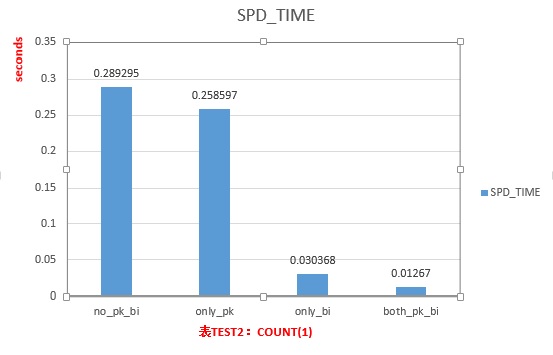 SPD_TIME
seconds
0.35
0.3
0.25
0.2
0.15
0.1
0.05
0
0.289295
0.258597
0.030368
0.01267
no_pk_bi
only_pk
only_bi
both_pk_bi
SPD_TIME
表TEST2：COUNT(1)